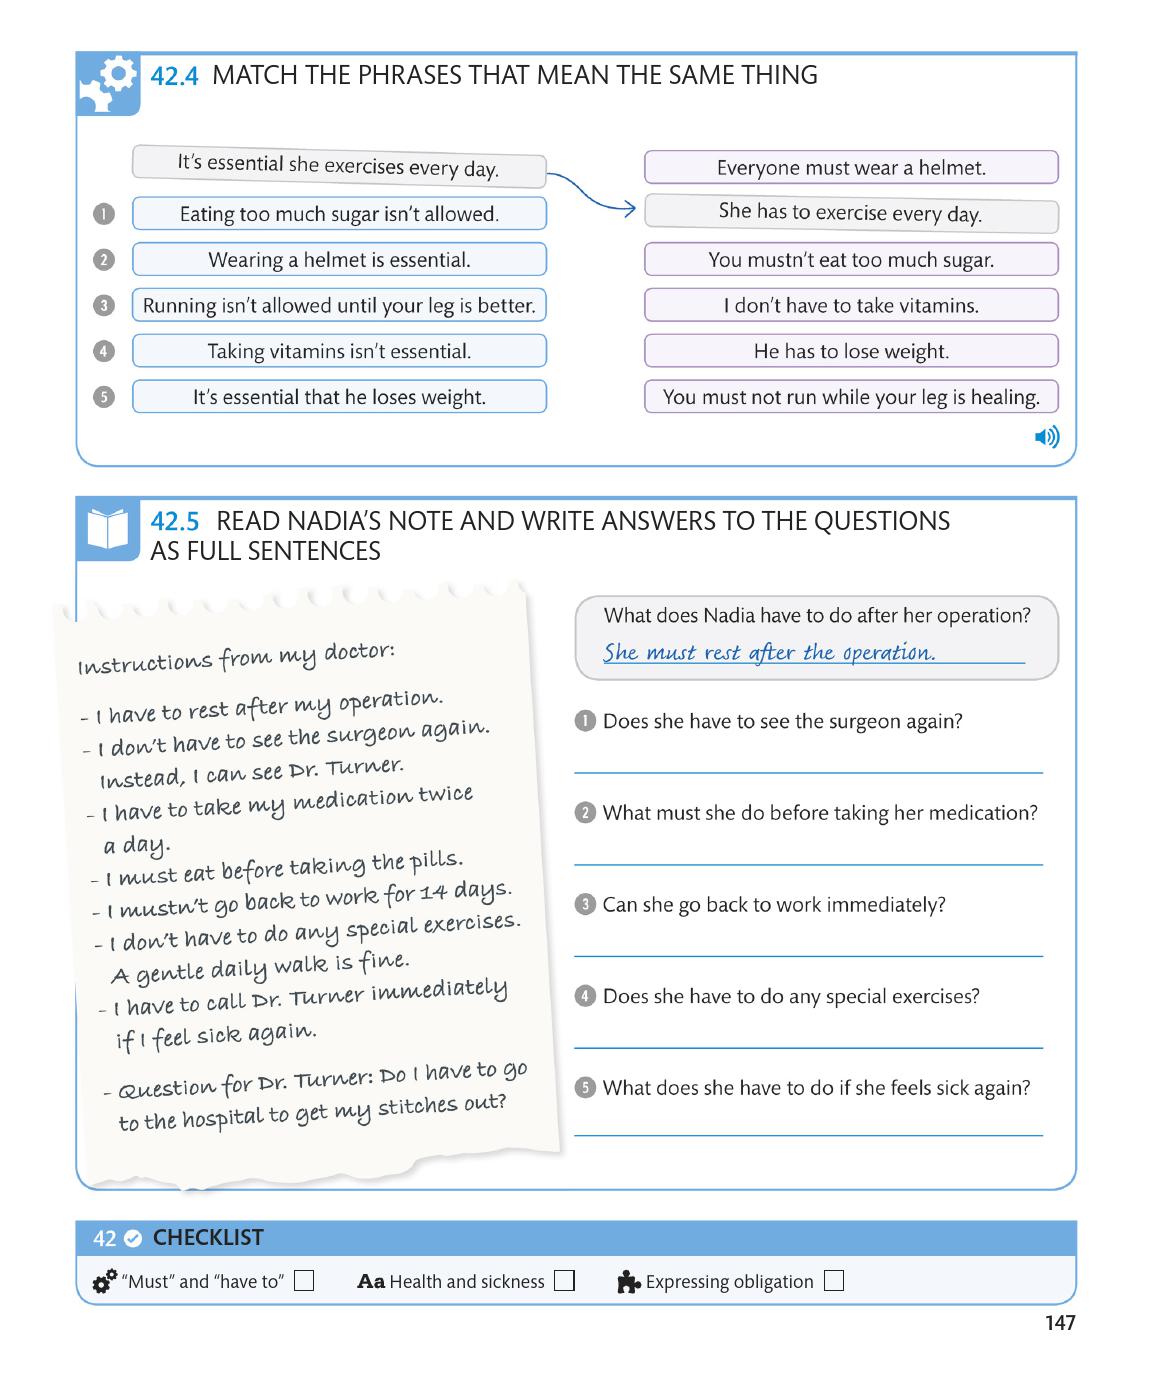 42.4 MATCH THE PHRASES THAT MEAN THE SAME THING
It's essential she exercises every day.
Everyone must wear a helmet.
1 Eating too much sugar isn't allowed.
She has to exercise every day.
2 Wearing a helmet is essential.
You mustn't eat too much sugar.
3 Running isn't allowed until your leg is better.
I don't have to take vitamins.
4 Taking vitamins isn't essential.
He has to lose weight.
5 It's essential that he loses weight.
You must not run while your leg is healing.
42.5 READ NADIA'S NOTE AND WRITE ANSWERS TO THE QUESTIONS
AS FULL SENTENCES
Instructions from my doctor:
- I have to rest after my operation.
- I don't have to see the surgeon again.
Instead, I can see Dr. Turner.
- I have to take my medication twice
a day.
- I must eat before taking the pills.
- I mustn't go back to work for 14 days.
- I don't have to do any special exercises.
A gentle daily walk is fine.
- I have to call Dr. Turner immediately
if I feel sick again.
- Question for Dr. Turner: Do I have to go
to the hospital to get my stitches out?
What does Nadia have to do after her operation?
She must rest after the operation.
1 Does she have to see the surgeon again?
2 What must she do before taking her medication?
3 Can she go back to work immediately?
4 Does she have to do any special exercises?
5 What does she have to do if she feels sick again?
42 CHECKLIST
"Must" and "have to"
Aa Health and sickness
Expressing obligation
147